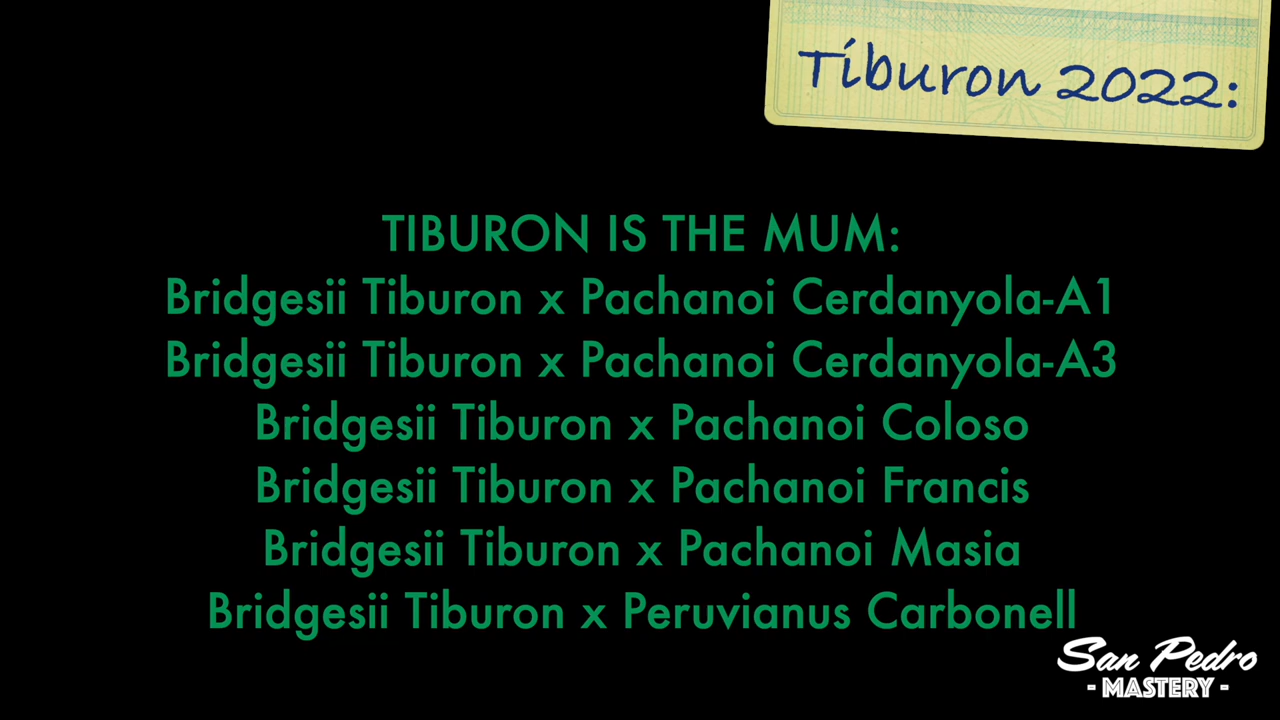 Tiburon 2022:
TIBURON IS THE MUM:
Bridgesii Tiburon x Pachanoi Cerdanyola-A1
Bridgesii Tiburon x Pachanoi Cerdanyola-A3
Bridgesii Tiburon x Pachanoi Coloso
Bridgesii Tiburon x Pachanoi Francis
Bridgesii Tiburon x Pachanoi Masia
Bridgesii Tiburon x Peruvianus Carbonell
San Pedro
- MASTERY -